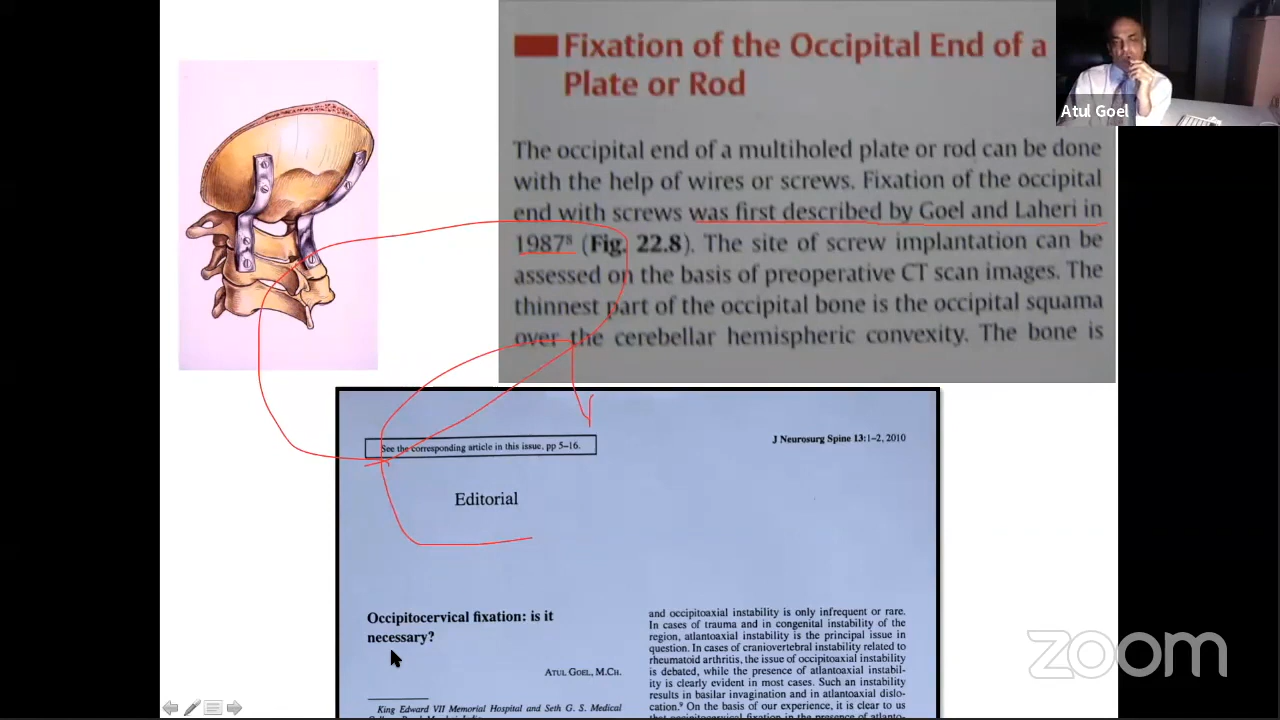 Fixation of the Occipital End of a
Plate or Rod
Atul Goel
The occipital end of a multiholed plate or rod can be done
with the help of wires or screws. Fixation of the occipital
end with screws was first described by Goel and Laheri in
1987⁸ (Fig. 22.8). The site of screw implantation can be
assessed on the basis of preoperative CT scan images. The
thinnest part of the occipital bone is the occipital squama
over the cerebellar hemispheric convexity. The bone is
See the corresponding article in this issue, pp 5–16.
J Neurosurg Spine 13:1–2, 2010
Editorial
Occipitocervical fixation: is it
necessary?
ATUL GOEL, M.CH.
King Edward VII Memorial Hospital and Seth G. S. Medical
and occipitoaxial instability is only infrequent or rare.
In cases of trauma and in congenital instability of the
region, atlantoaxial instability is the principal issue in
question. In cases of craniovertebral instability related to
rheumatoid arthritis, the issue of occipitoaxial instability
is debated, while the presence of atlantoaxial instabil-
ity is clearly evident in most cases. Such an instability
results in basilar invagination and in atlantoaxial dislo-
cation.⁹ On the basis of our experience, it is clear to us
zoom